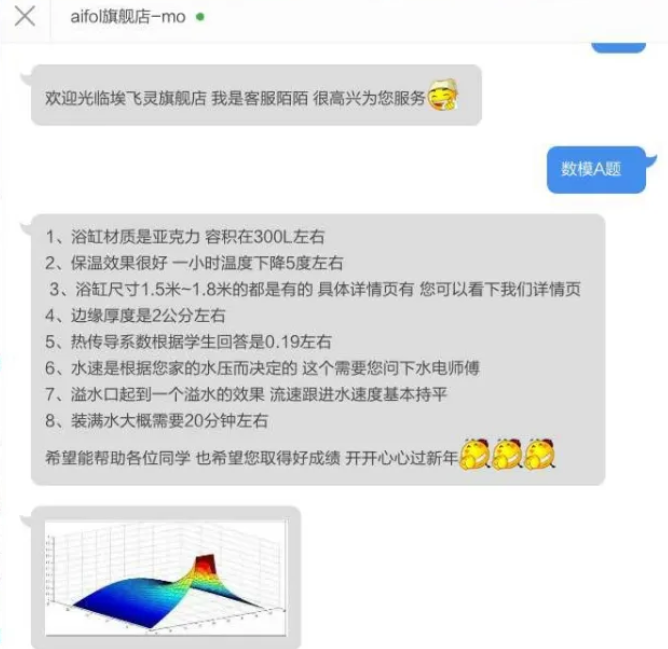 aifol旗舰店-mo
欢迎光临埃飞灵旗舰店 我是客服陌陌 很高兴为您服务
数模A题
1、浴缸材质是亚克力 容积在300L左右
2、保温效果很好 一小时温度下降5度左右
3、浴缸尺寸1.5米~1.8米的都是有的 具体详情页有 您可以看下我们详情页
4、边缘厚度是2公分左右
5、热传导系数根据学生回答是0.19左右
6、水速是根据您家的水压而决定的 这个需要您问下水电师傅
7、溢水口起到一个溢水的效果 流速跟进水速度基本持平
8、装满水大概需要20分钟左右
希望能帮助各位同学 也希望您取得好成绩 开开心心过新年